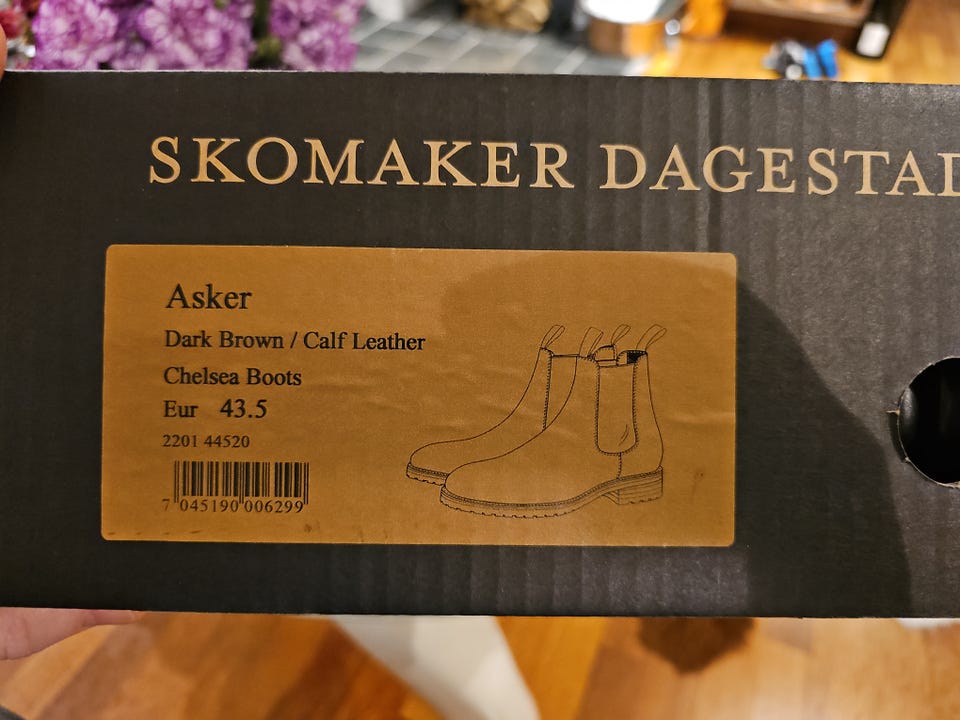 SKOMAKER DAGESTAD
Asker
Dark Brown / Calf Leather
Chelsea Boots
Eur 43.5
2201 44520
7 045190 006299